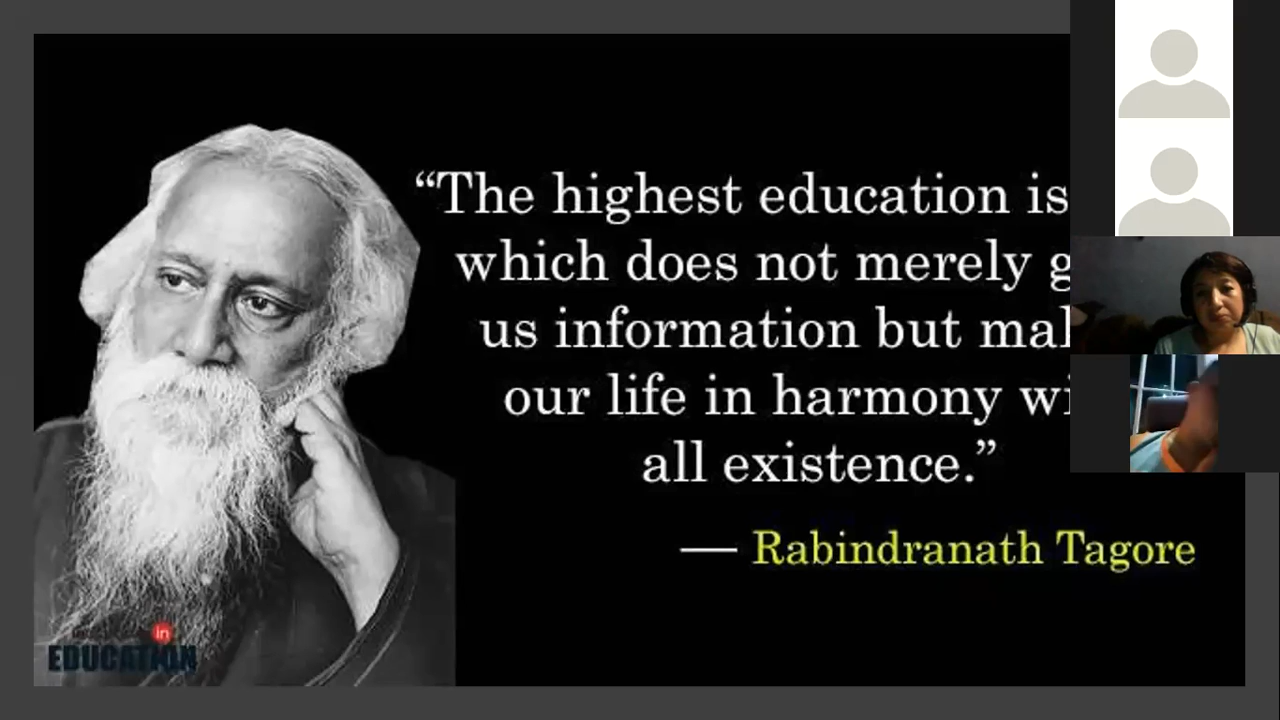 “The highest education is
which does not merely g
us information but mak
our life in harmony wi
all existence.”
— Rabindranath Tagore
in
EDUCATION